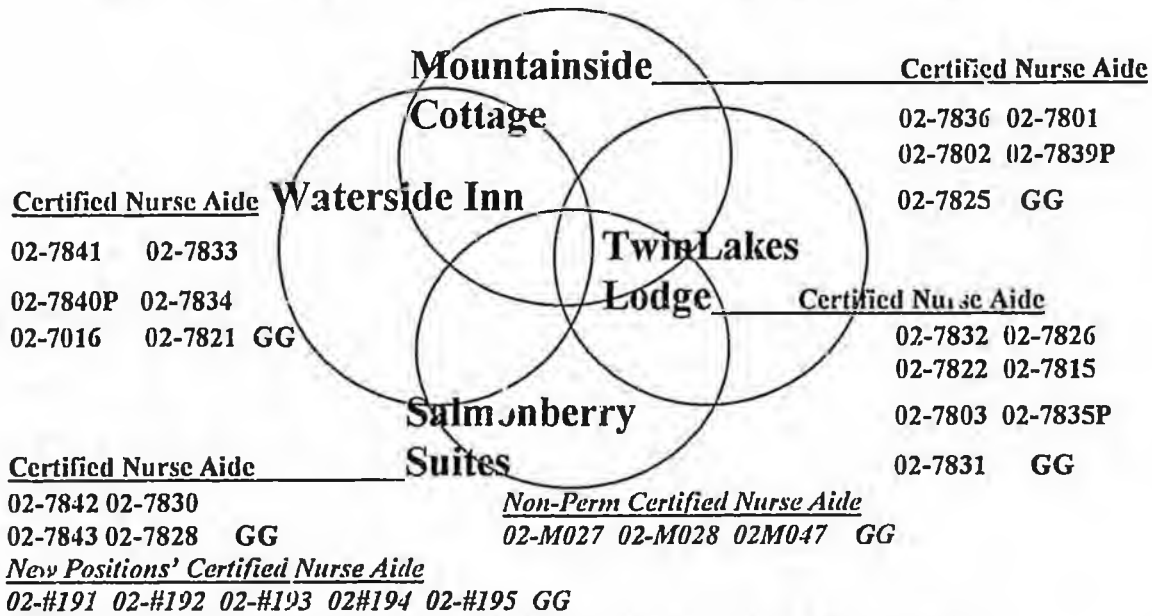 Mountainside
Cottage
Certified Nurse Aide
02-7836 02-7801
02-7802 02-7839P
02-7825 GG
Certified Nurse Aide Waterside Inn
02-7841 02-7833
02-7840P 02-7834
02-7016 02-7821 GG
TwinLakes
Lodge
Certified Nurse Aide
02-7832 02-7826
02-7822 02-7815
02-7803 02-7835P
02-7831 GG
Salmonberry
Suites
Certified Nurse Aide
02-7842 02-7830
02-7843 02-7828 GG
Non-Perm Certified Nurse Aide
02-M027 02-M028 02M047 GG
New Positions' Certified Nurse Aide
02-#191 02-#192 02-#193 02#194 02-#195 GG